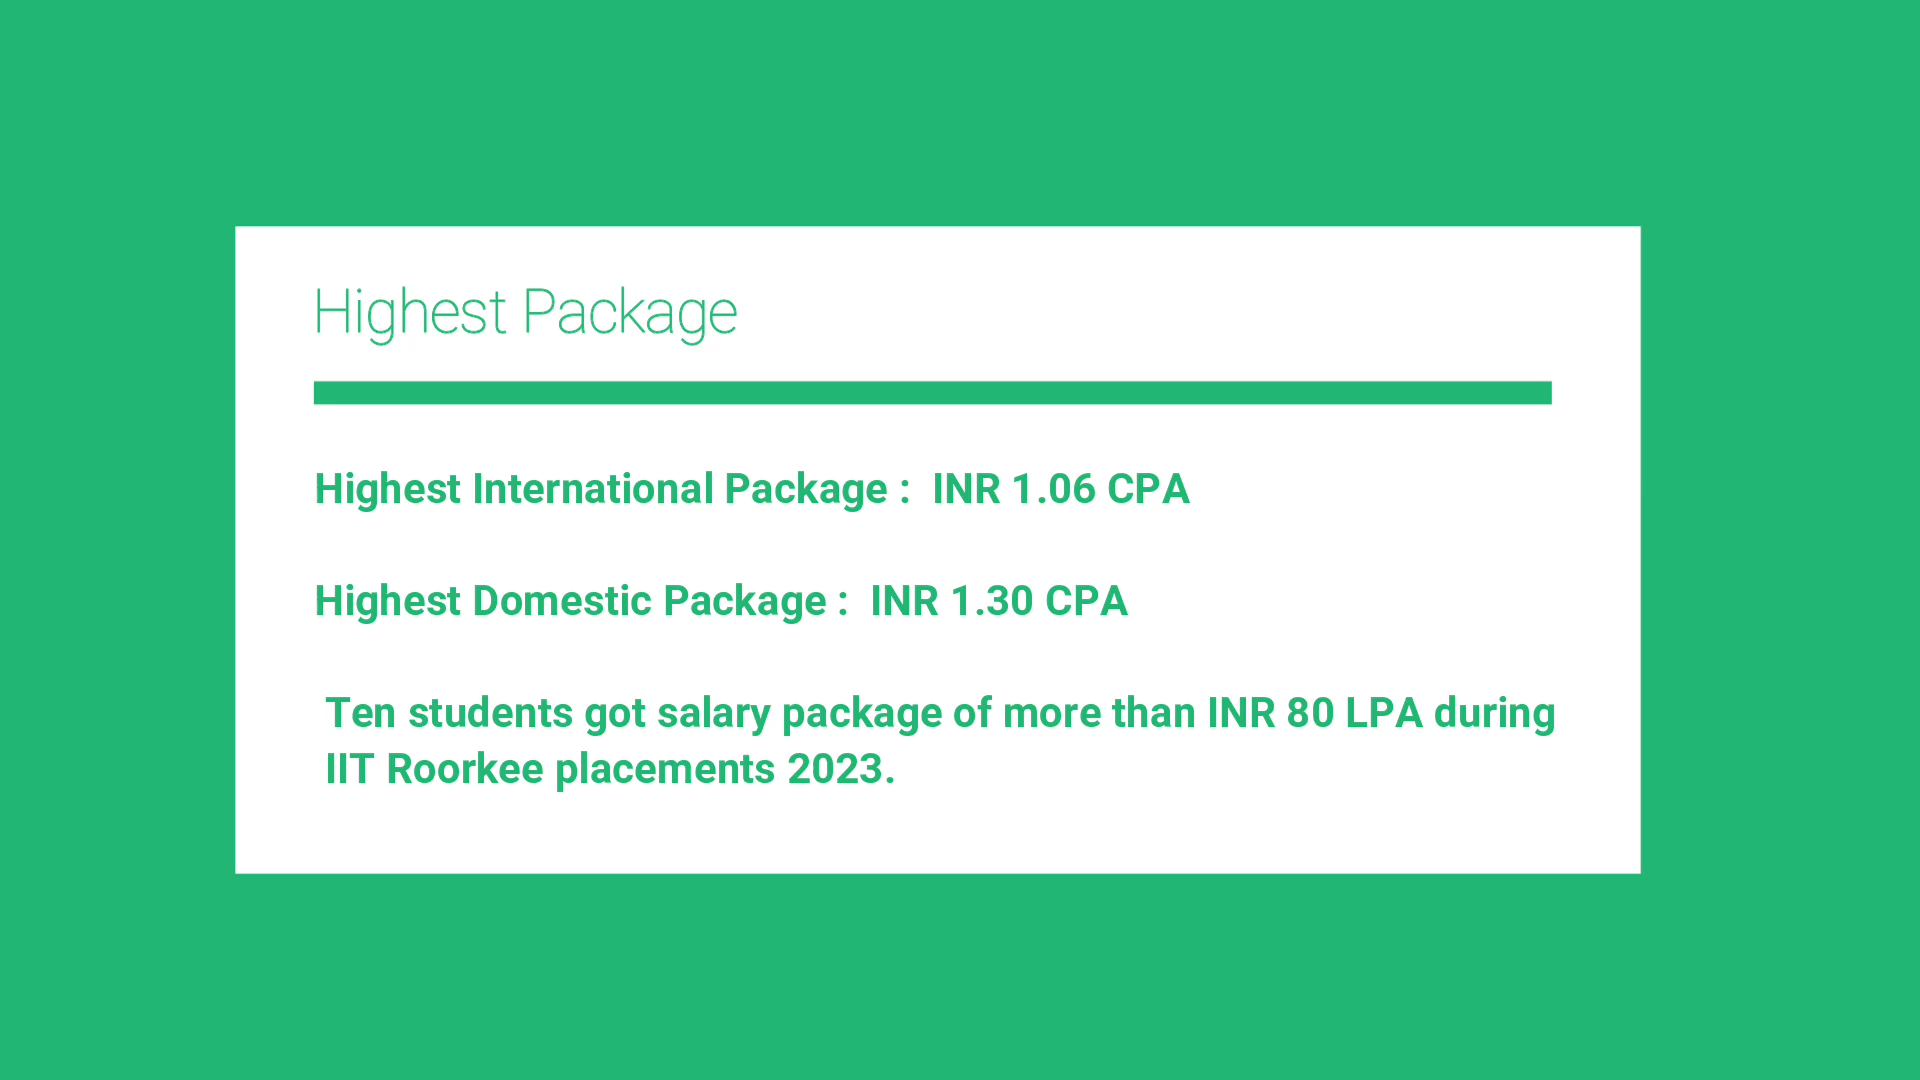 Highest Package
Highest International Package :  INR 1.06 CPA
Highest Domestic Package :  INR 1.30 CPA
Ten students got salary package of more than INR 80 LPA during
IIT Roorkee placements 2023.